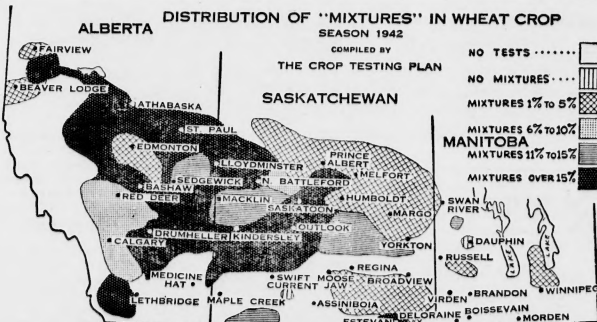 DISTRIBUTION OF "MIXTURES" IN WHEAT CROP
SEASON 1942
COMPILED BY
THE CROP TESTING PLAN
NO TESTS
NO MIXTURES
MIXTURES 1% TO 5%
MIXTURES 6% TO 10%
MIXTURES 11% TO 15%
MIXTURES OVER 15%
ALBERTA
SASKATCHEWAN
MANITOBA
FAIRVIEW
BEAVER LODGE
ATHABASKA
ST. PAUL
EDMONTON
LLOYDMINSTER
PRINCE
ALBERT
MELFORT
SEDGEWICK
N. BATTLEFORD
BASHAW
RED DEER
MACKLIN
HUMBOLDT
SASKATOON
MARGO
SWAN
RIVER
DRUMHELLER
KINDERSLEY
OUTLOOK
CALGARY
YORKTON
DAUPHIN
LAKE
LAKE
RUSSELL
MEDICINE
HAT
REGINA
SWIFT
CURRENT
MOOSE
JAW
BROADVIEW
LETHBRIDGE
MAPLE CREEK
ASSINIBOIA
VIRDEN
BRANDON
WINNIPEG
DELORAINE
BOISSEVAIN
MORDEN